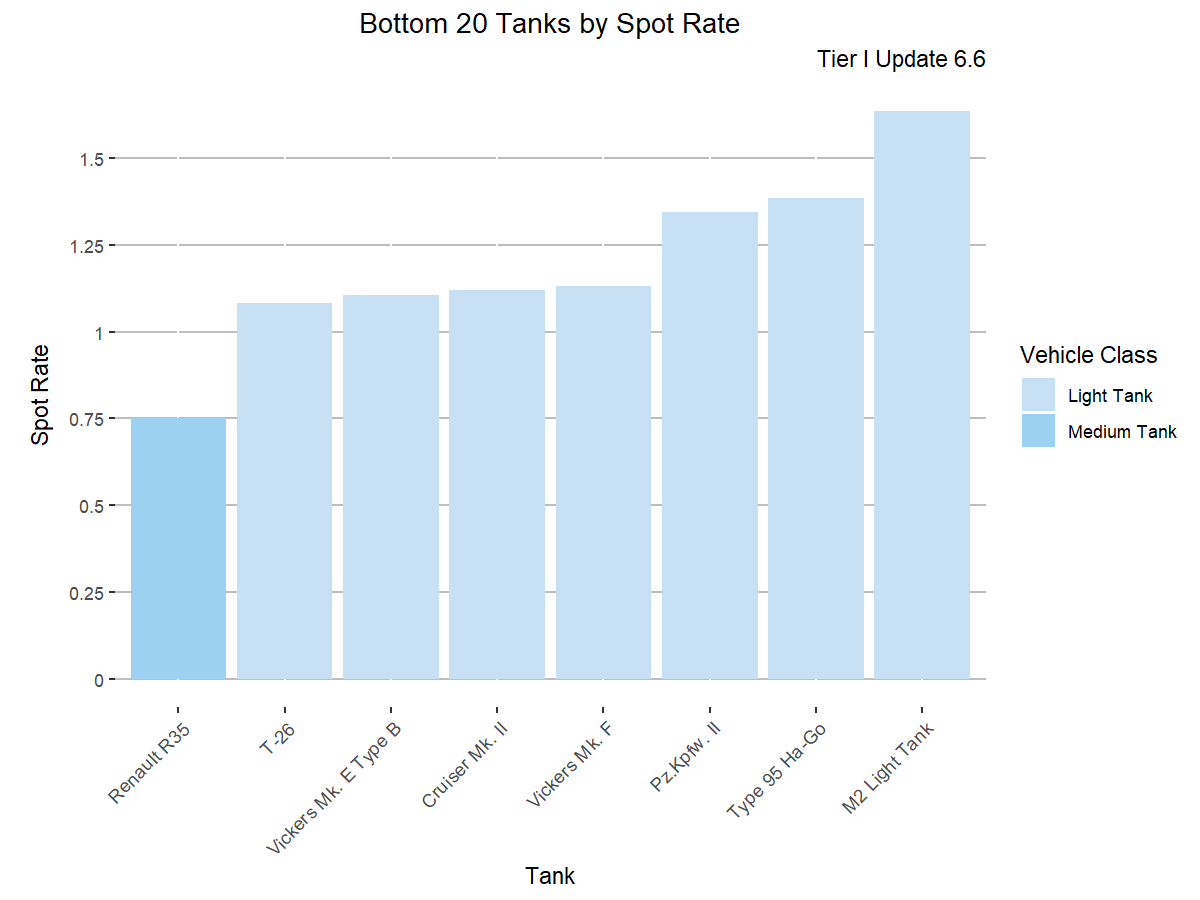 Bottom 20 Tanks by Spot Rate
Tier I Update 6.6
Spot Rate
1.5
1.25
1
0.75
0.5
0.25
0
Renault R35
T-26
Vickers Mk. E Type B
Cruiser Mk. II
Vickers Mk. F
Pz.Kpfw. II
Type 95 Ha-Go
M2 Light Tank
Tank
Vehicle Class
Light Tank
Medium Tank